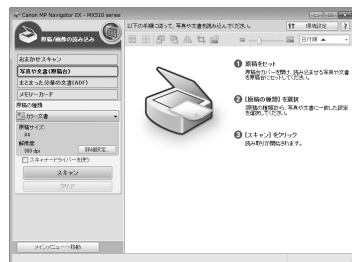 Canon MP Navigator EX - MX510 series
原稿/画像の読み込み
以下の手順に従って、写真や文書を読み込んでください。
環境設定
?
日付順 ▲
おまかせスキャン
写真や文書(原稿台)
まとまった分量の文書(ADF)
メモリーカード
原稿の種類
カラー文書
原稿サイズ:
A4
解像度:
300 dpi
詳細設定...
スキャナードライバーを使う
スキャン
クリア
メインメニューへ移動
❶ 原稿をセット
原稿台カバーを開け、読み込ませる写真や文書
を原稿台にセットしてください。
❷ [原稿の種類] を選択
[原稿の種類]から、写真や文書に一致した設定
を選択してください。
❸ [スキャン] をクリック
読み取りが開始されます。